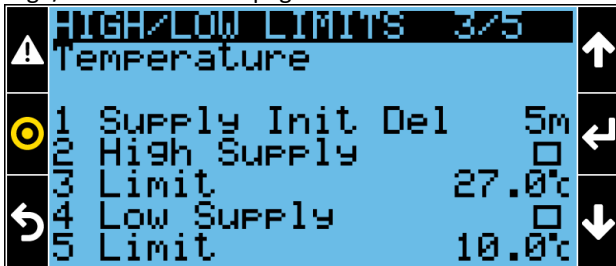 HIGH/LOW LIMITS 3/5
Temperature
1 Supply Init Del 5m
2 High Supply □
3 Limit 27.0°c
4 Low Supply □
5 Limit 10.0°c